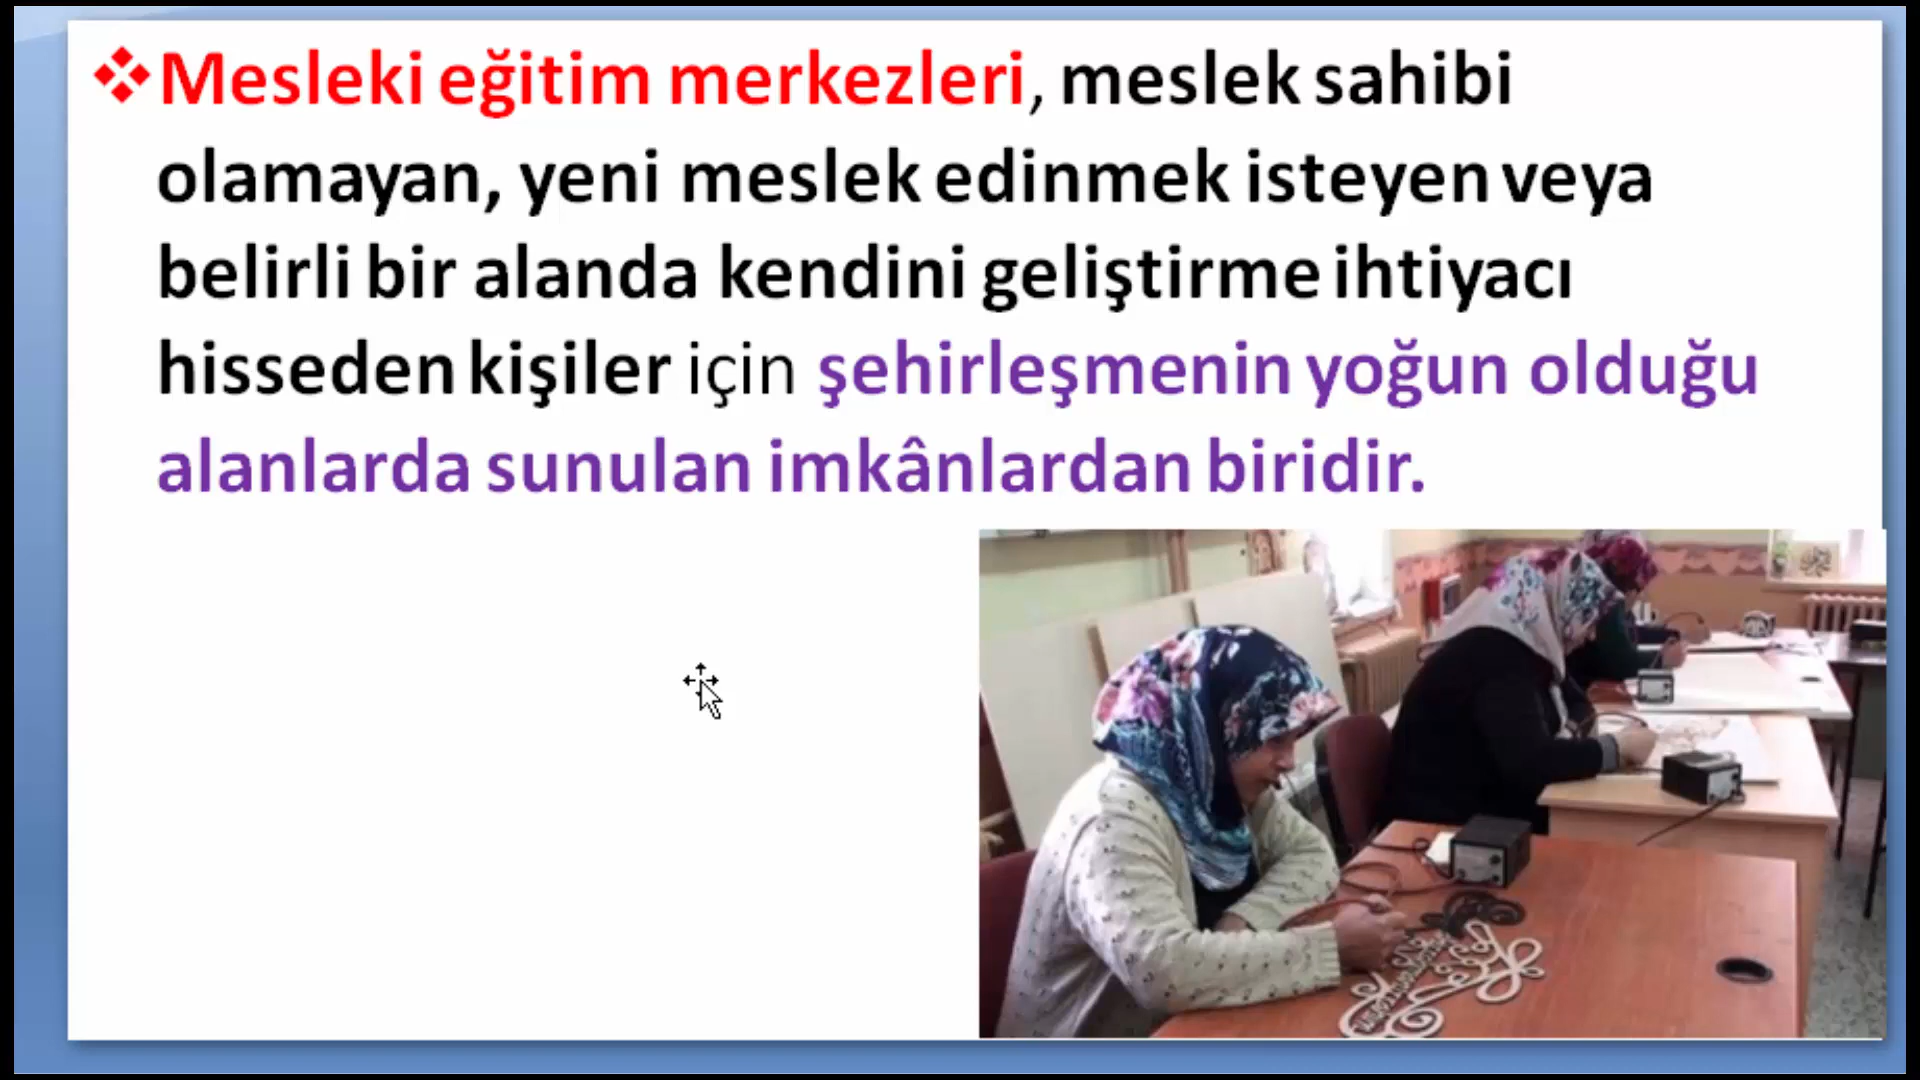 Mesleki eğitim merkezleri, meslek sahibi
olamayan, yeni meslek edinmek isteyen veya
belirli bir alanda kendini geliştirme ihtiyacı
hisseden kişiler için şehirleşmenin yoğun olduğu
alanlarda sunulan imkânlardan biridir.